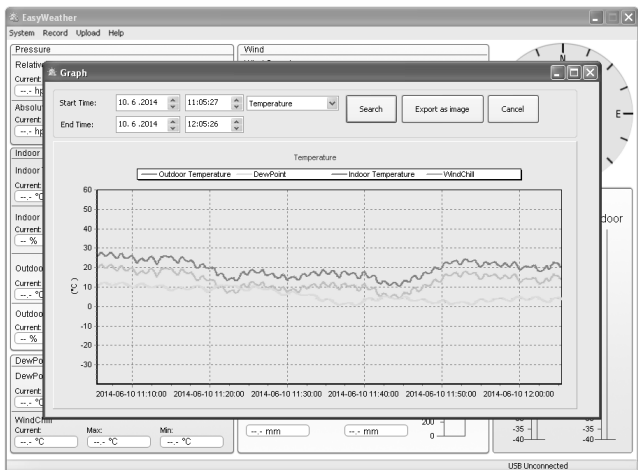 EasyWeather
System Record Upload Help
Pressure
Wind
N
E
Graph
Start Time: 10. 6 .2014 11:05:27 Temperature Search Export as image Cancel
End Time: 10. 6 .2014 12:05:26
Temperature
Outdoor Temperature DewPoint Indoor Temperature WindChill
60
50
40
30
20
10
0
-10
-20
-30
(°C )
2014-06-10 11:10:00 2014-06-10 11:20:00 2014-06-10 11:30:00 2014-06-10 11:40:00 2014-06-10 11:50:00 2014-06-10 12:00:00
Relative
Current:
--.- hp
Absolu
Current:
--.- hp
Indoor
Indoor
Current:
--.- °C
Indoor
Current:
-- %
Outdoo
Current:
--.- °C
Outdoo
Current:
-- %
DewPo
DewPo
Current:
--.- °C
WindChill
Current: Max: Min:
--.- °C --.- °C --.- °C
--.- mm --.- mm
200
0
door
-35 -35
-40 -40
USB Unconnected